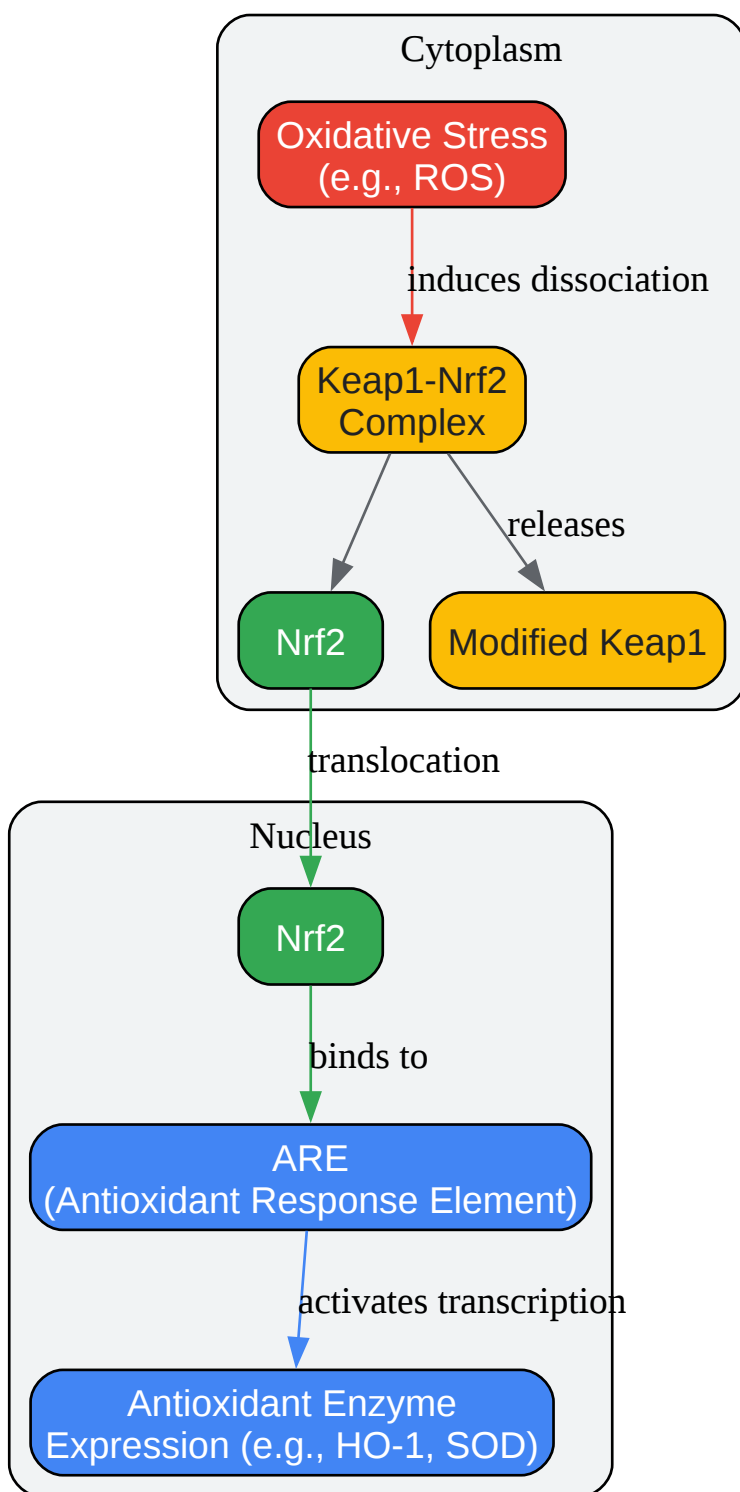 Cytoplasm
Oxidative Stress
(e.g., ROS)
induces dissociation
Keap1-Nrf2
Complex
releases
Nrf2
Modified Keap1
translocation
Nucleus
Nrf2
binds to
ARE
(Antioxidant Response Element)
activates transcription
Antioxidant Enzyme
Expression (e.g., HO-1, SOD)